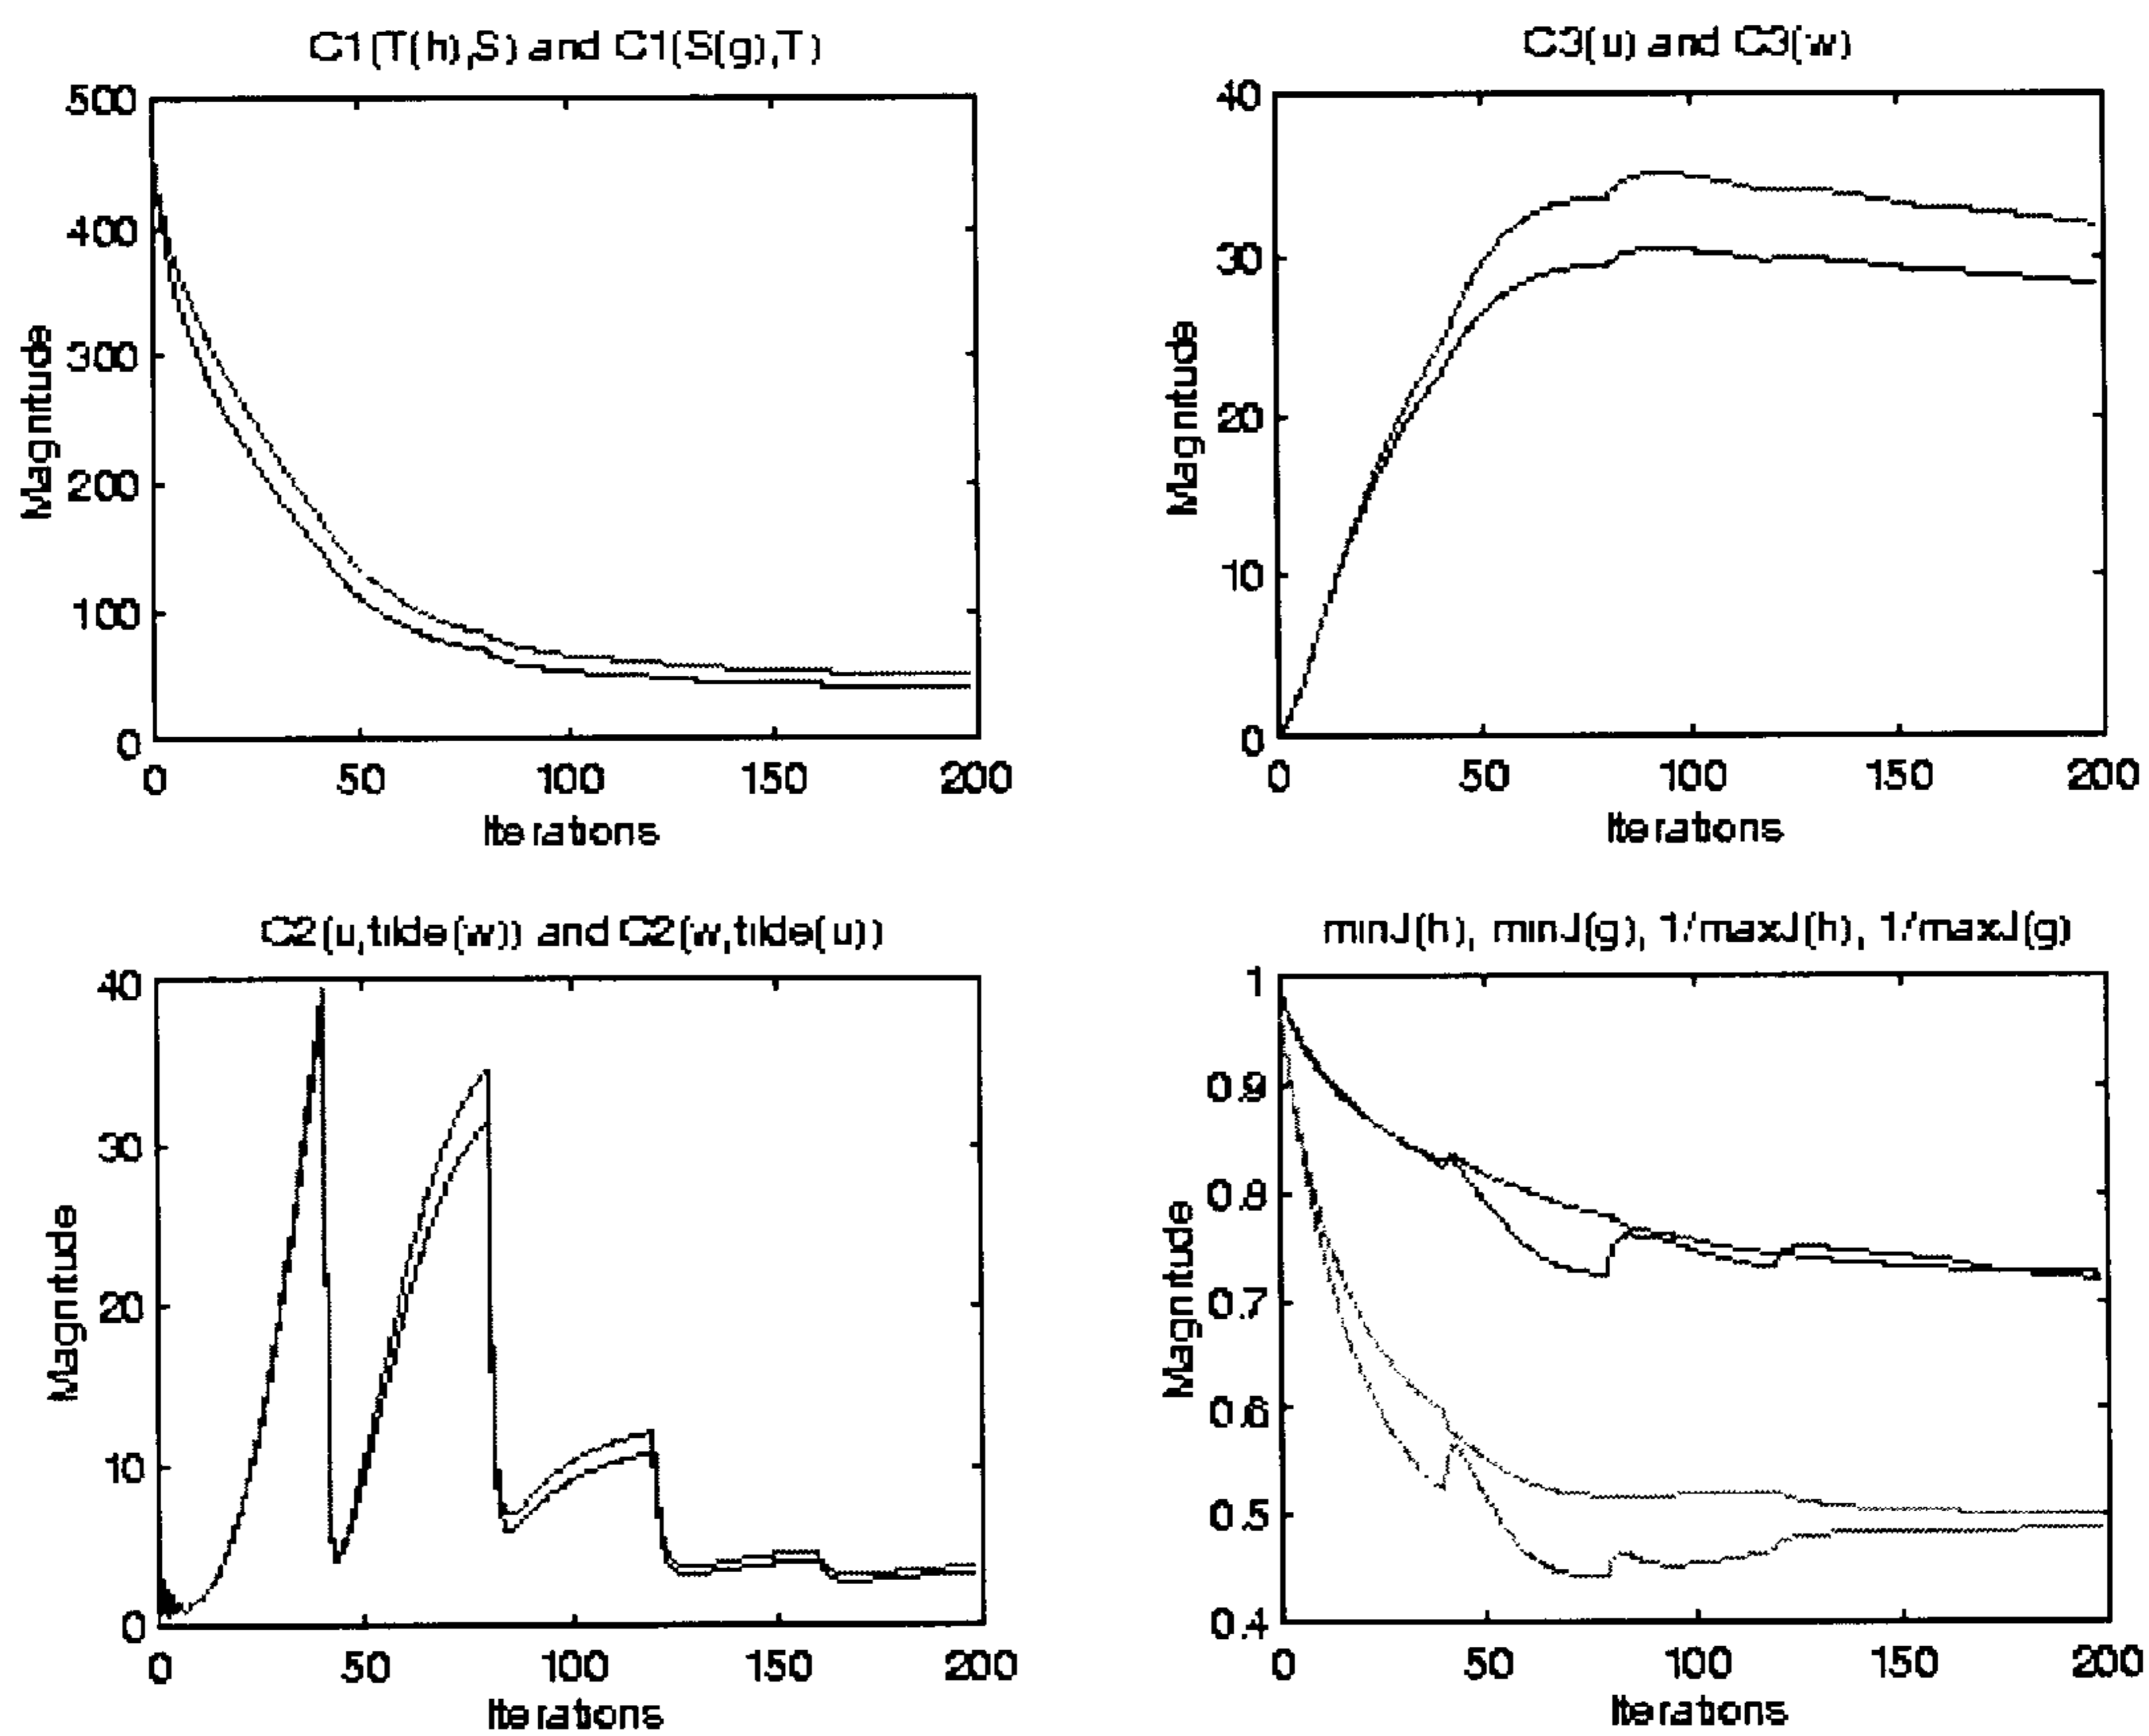 C1(T(h),S) and C1(S(g),T)
500
400
300
200
100
0
Magnitude
0 50 100 150 200
Iterations
C3(u) and C3(w)
40
30
20
10
0
Magnitude
0 50 100 150 200
Iterations
C2(u,tilde(w)) and C2(w,tilde(u))
40
30
20
10
0
Magnitude
0 50 100 150 200
Iterations
minJ(h), minJ(g), 1/maxJ(h), 1/maxJ(g)
1
0.9
0.8
0.7
0.6
0.5
0.4
Magnitude
0 50 100 150 200
Iterations